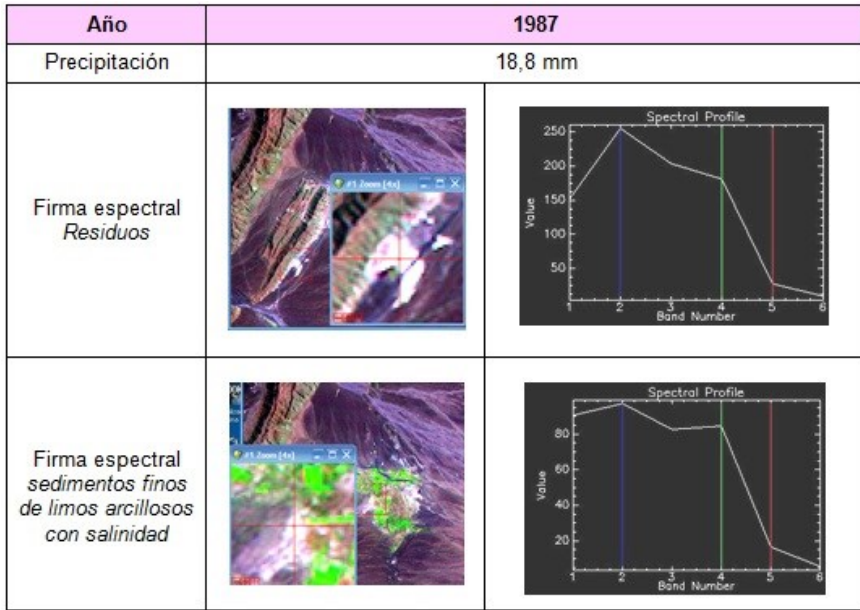 Año 1987
Precipitación 18,8 mm
Firma espectral
Residuos
#1 Zoom [4x]
Spectral Profile
Value
250
200
150
100
50
1 2 3 4 5 6
Band Number
Firma espectral
sedimentos finos
de limos arcillosos
con salinidad
#1 Zoom [4x]
Spectral Profile
Value
80
60
40
20
1 2 3 4 5 6
Band Number